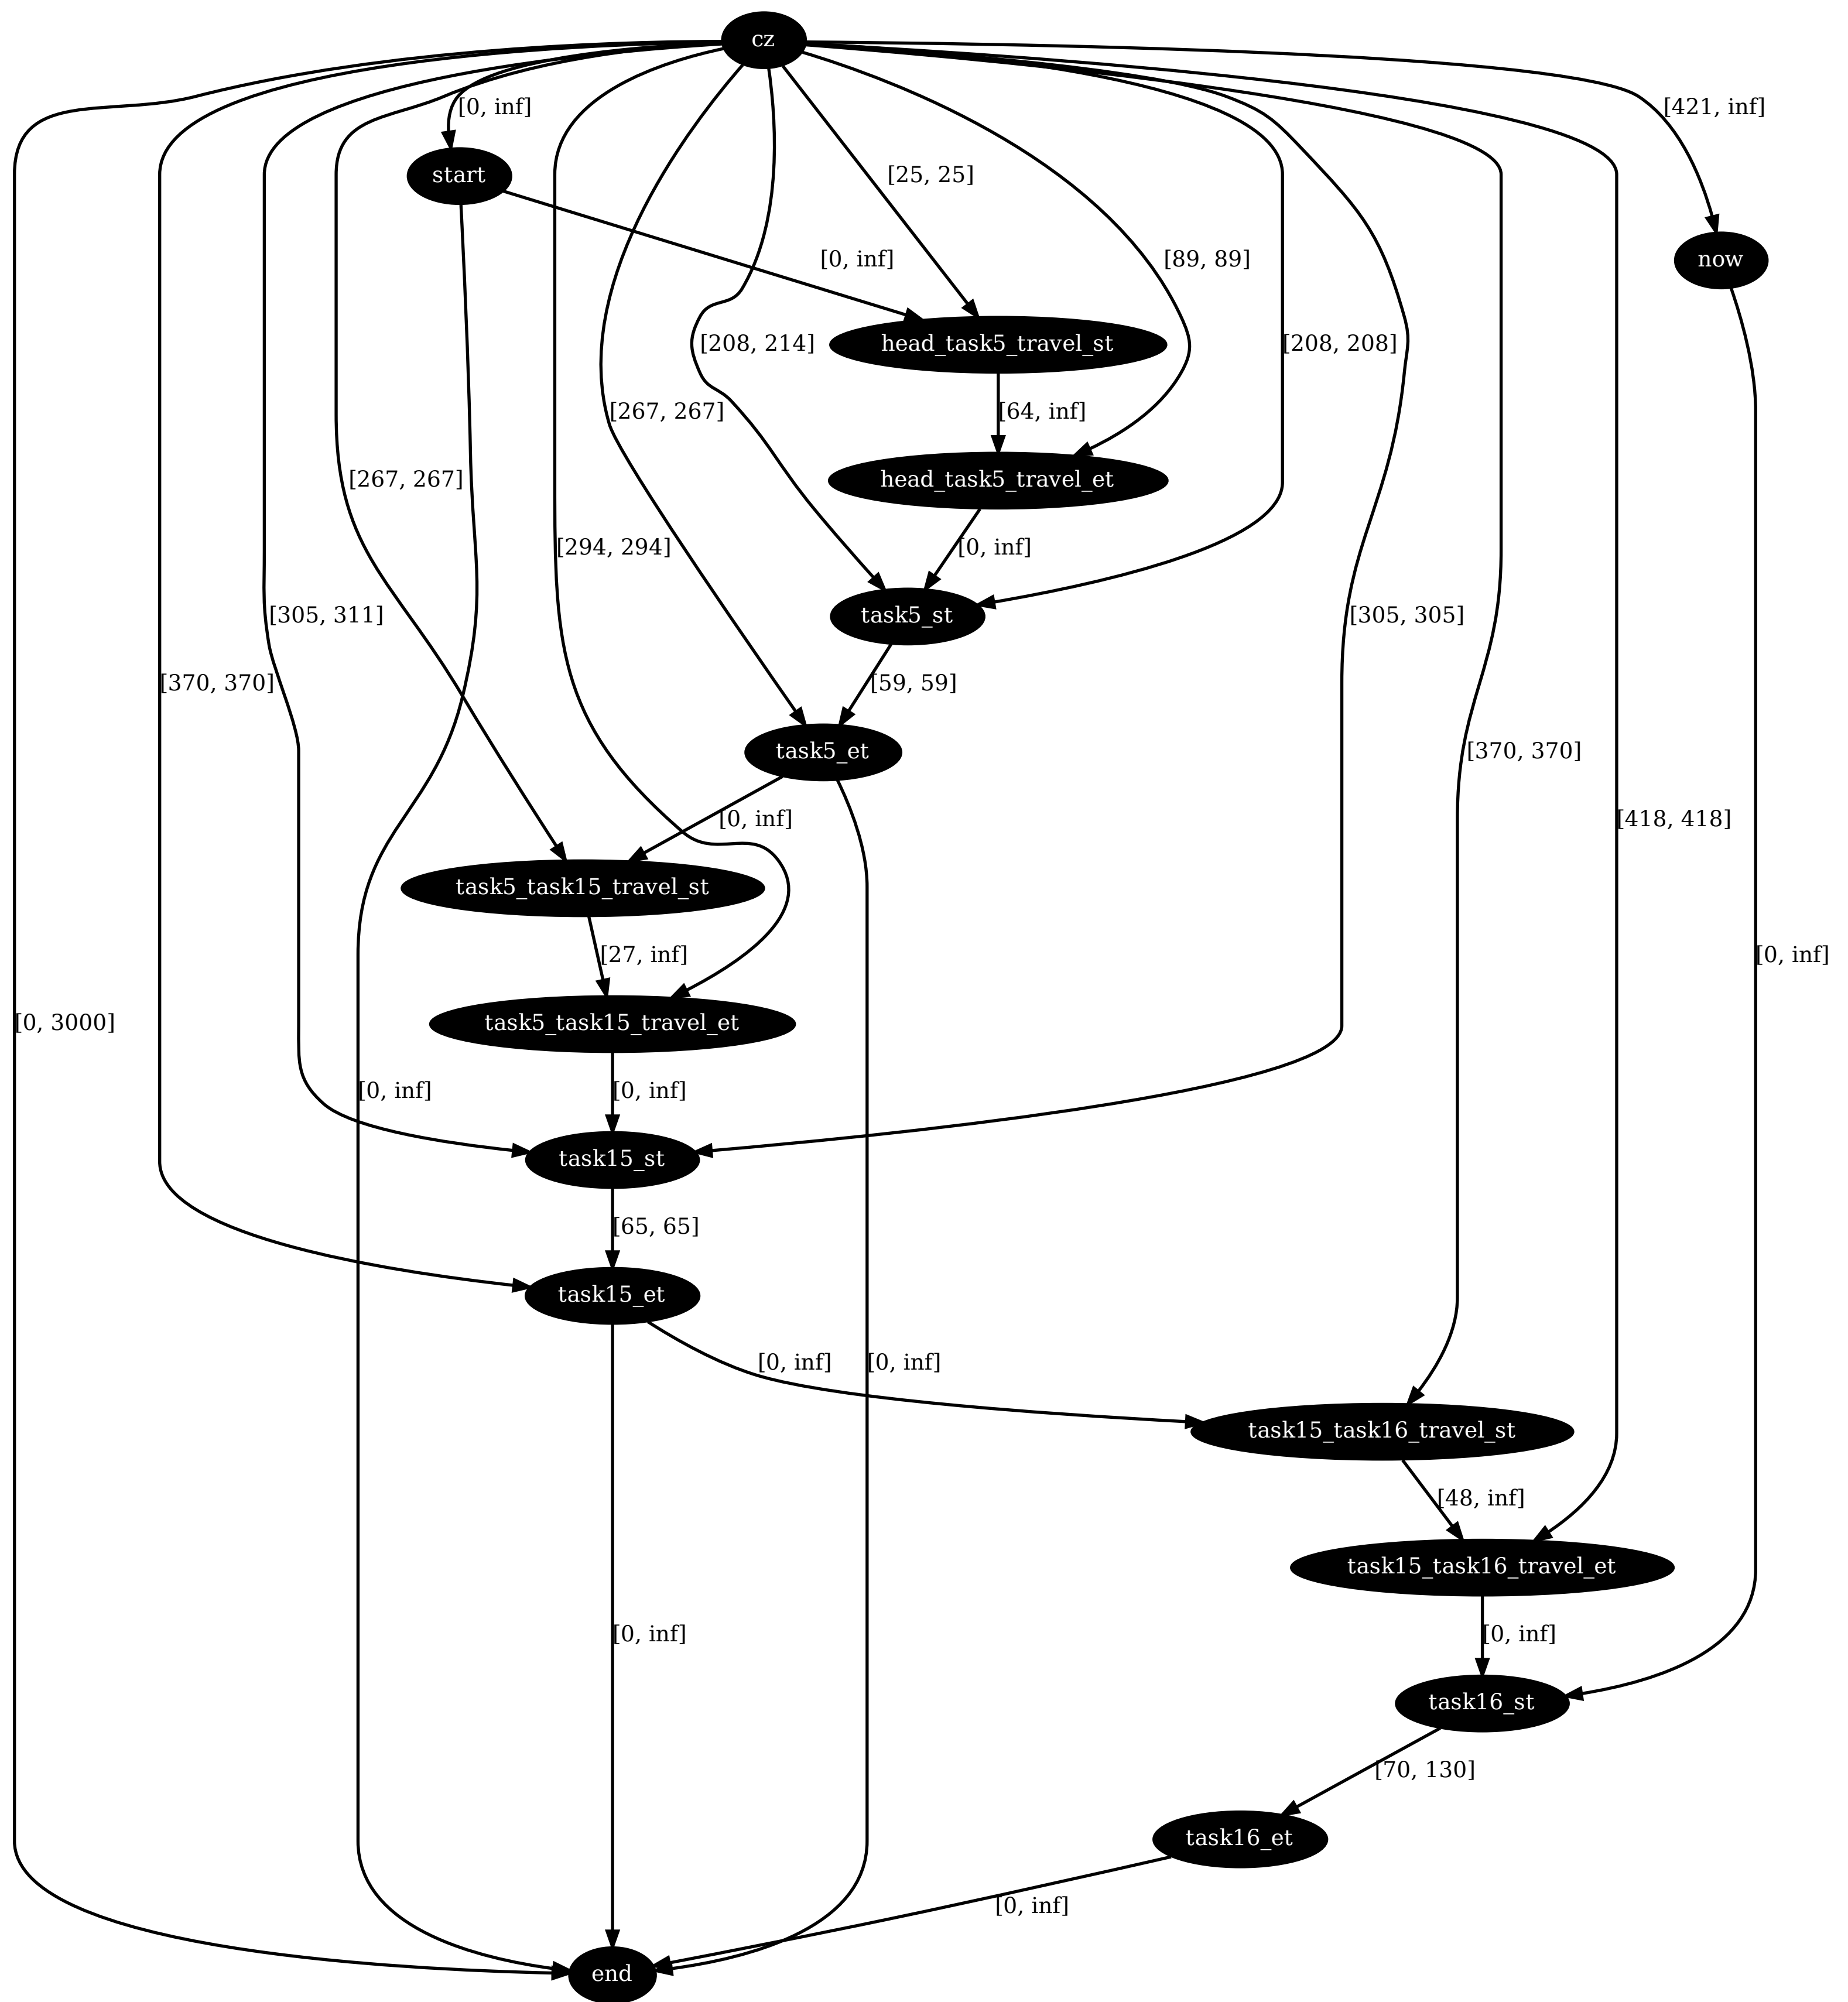 cz
[0, inf]
[421, inf]
start
[25, 25]
now
[0, inf]
[89, 89]
head_task5_travel_st
[208, 214]
[208, 208]
[267, 267]
[64, inf]
head_task5_travel_et
[267, 267]
[294, 294]
[0, inf]
task5_st
[305, 311]
[305, 305]
[370, 370]
[59, 59]
task5_et
[370, 370]
[0, inf]
[418, 418]
task5_task15_travel_st
[27, inf]
[0, inf]
task5_task15_travel_et
[0, 3000]
[0, inf]
[0, inf]
task15_st
[65, 65]
task15_et
[0, inf]
[0, inf]
task15_task16_travel_st
[48, inf]
task15_task16_travel_et
[0, inf]
[0, inf]
task16_st
[70, 130]
task16_et
[0, inf]
end